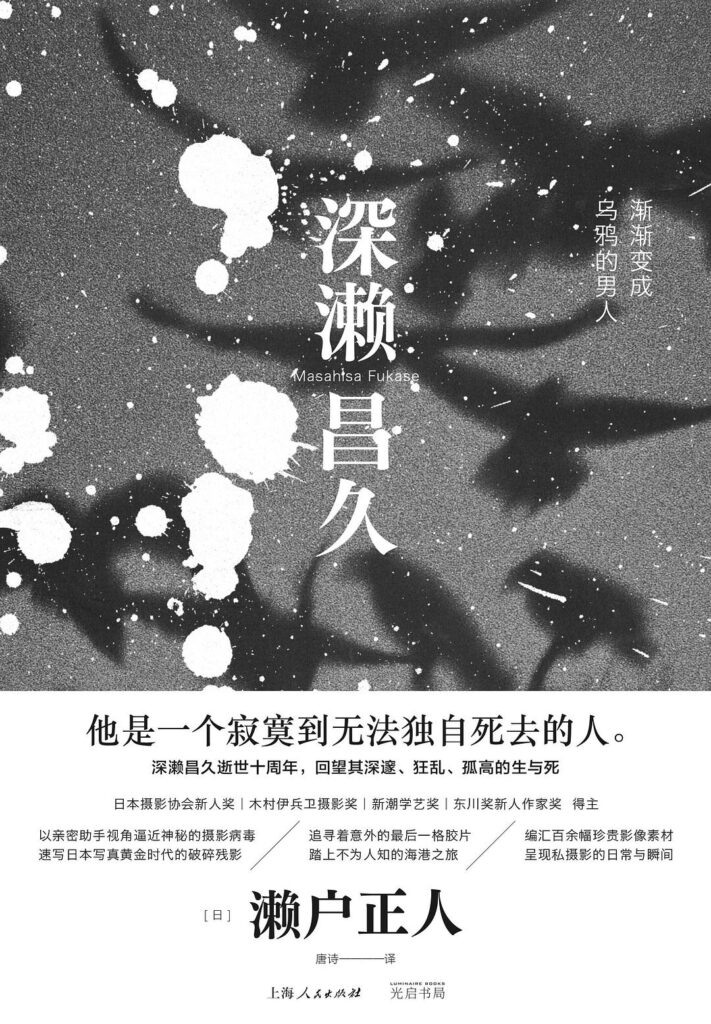 深濑昌久
Masahisa Fukase
渐渐变成
乌鸦的男人
他是一个寂寞到无法独自死去的人。
深濑昌久逝世十周年，回望其深邃、狂乱、孤高的生与死
日本摄影协会新人奖｜木村伊兵卫摄影奖｜新潮学艺奖｜东川奖新人作家奖 得主
以亲密助手视角逼近神秘的摄影病毒
速写日本写真黄金时代的破碎残影
追寻着意外的最后一格胶片
踏上不为人知的海港之旅
编汇百余幅珍贵影像素材
呈现私摄影的日常与瞬间
[日] 濑户正人
唐诗————译
上海人民出版社
LUMINAIRE BOOKS
光启书局